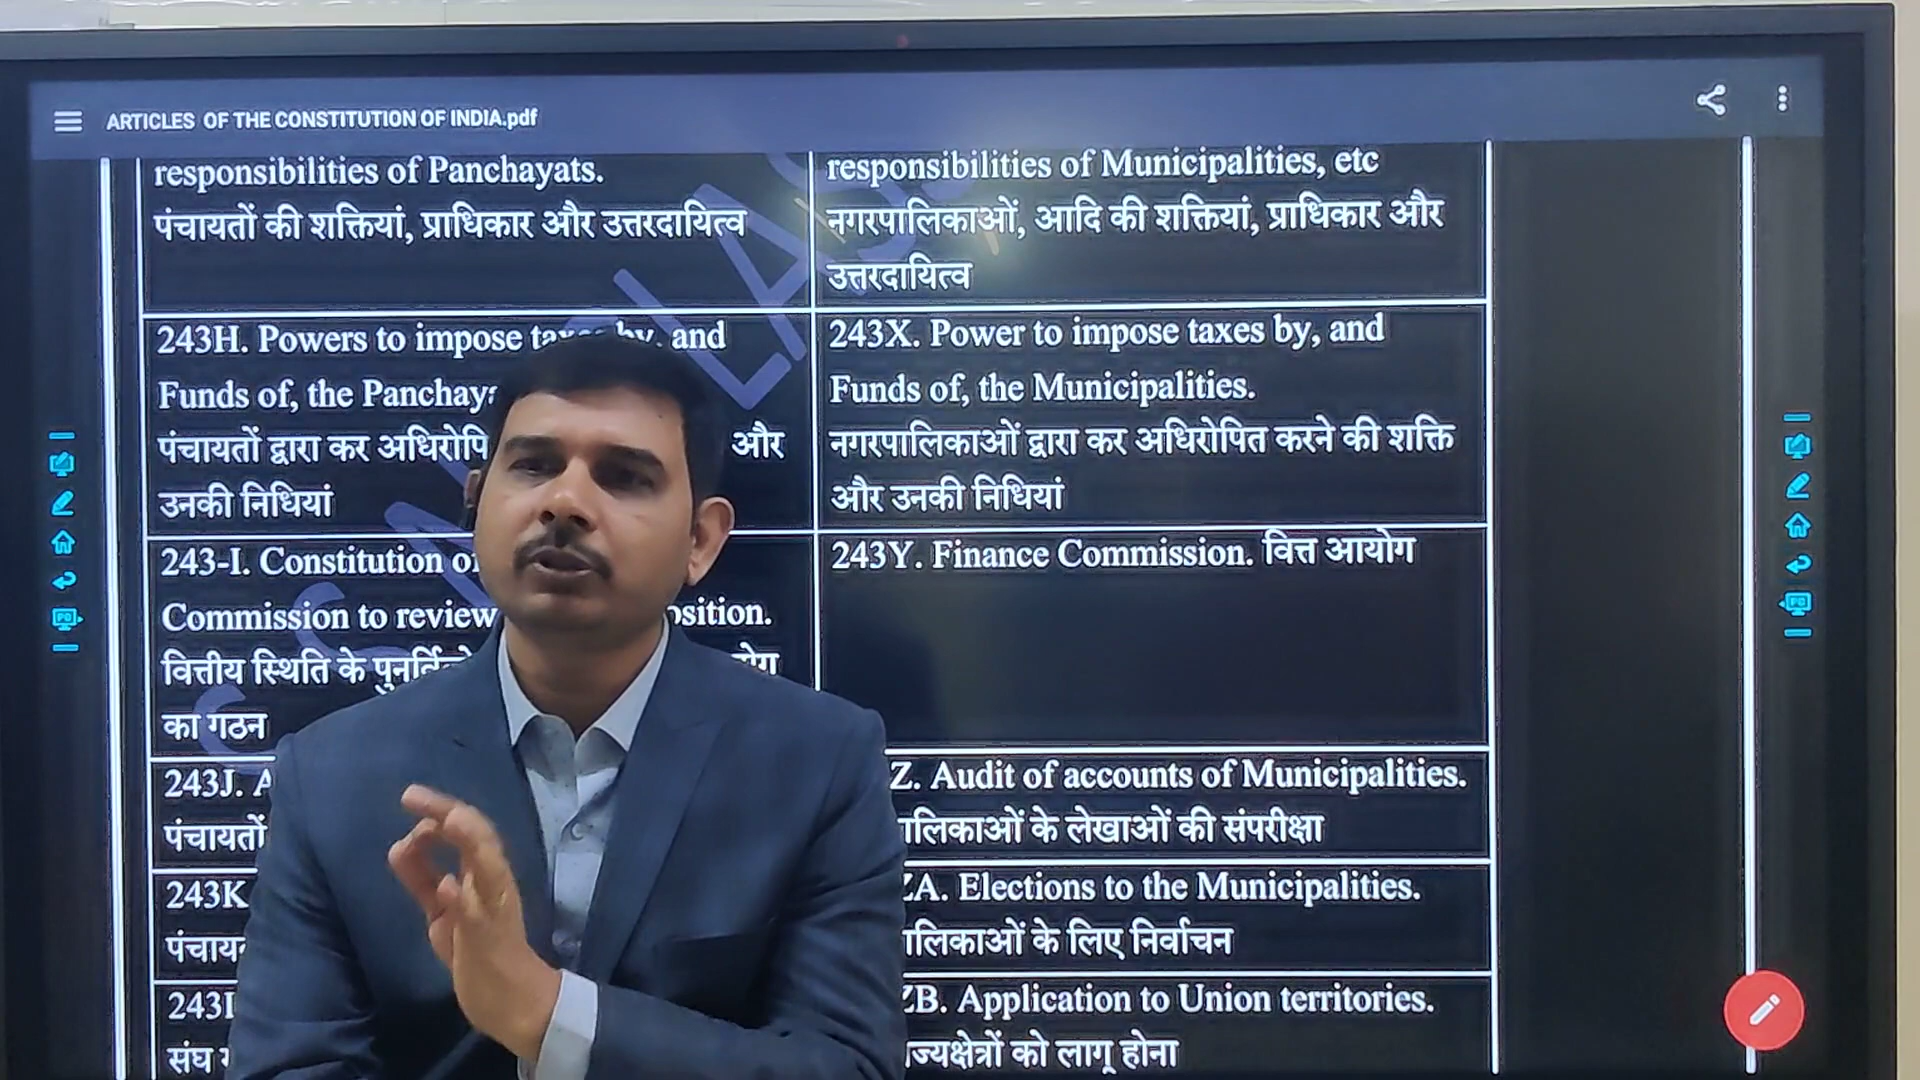 ARTICLES OF THE CONSTITUTION OF INDIA.pdf
responsibilities of Panchayats.
पंचायतों की शक्तियां, प्राधिकार और उत्तरदायित्व
243H. Powers to impose taxes by, and
Funds of, the
पंचायतों द्वारा कर और
उनकी निधियां
243-I. Constitution
Commission to review
वित्तीय स्थिति के
का गठन
243J.
पंचायतों
243K
संघ
responsibilities of Municipalities, etc
नगरपालिकाओं, आदि की शक्तियां, प्राधिकार और
उत्तरदायित्व
243X. Power to impose taxes by, and
Funds of, the Municipalities.
नगरपालिकाओं द्वारा कर अधिरोपित करने की शक्ति
और उनकी निधियां
243Y. Finance Commission. वित्त आयोग
Z. Audit of accounts of Municipalities.
के लेखाओं की संपरीक्षा
ZA. Elections to the Municipalities.
के लिए निर्वाचन
ZB. Application to Union territories.
को लागू होना